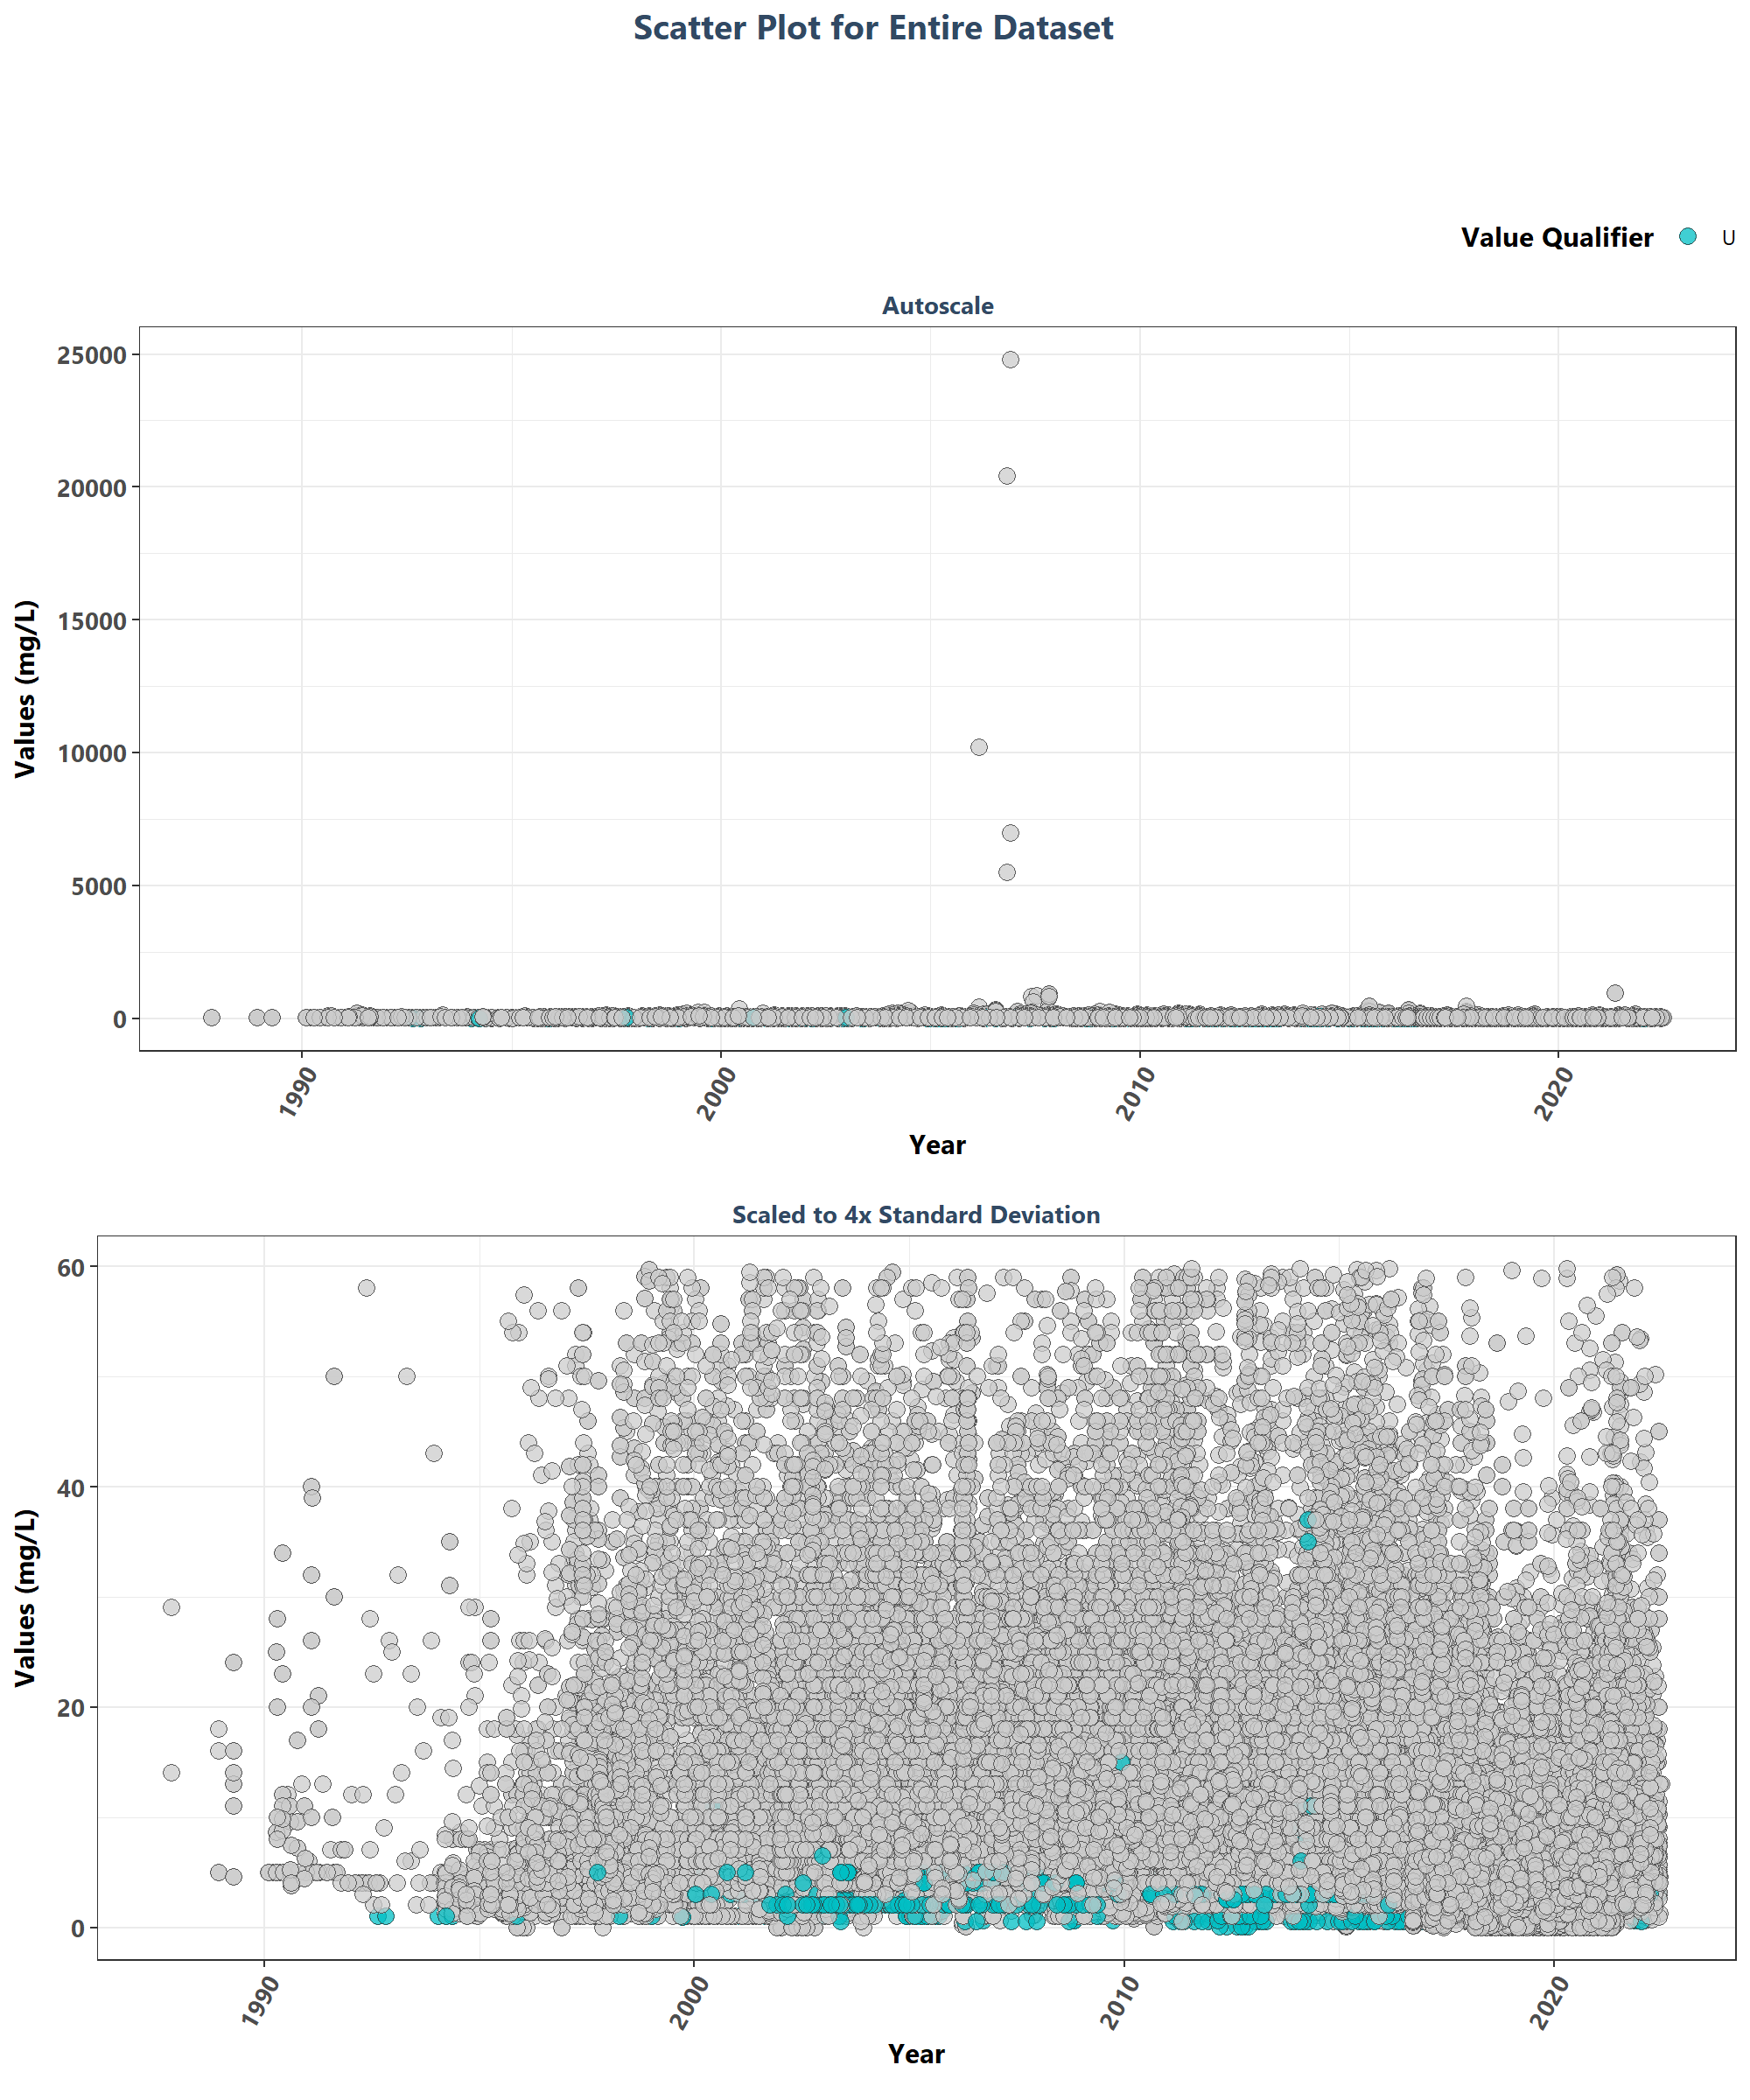 Scatter Plot for Entire Dataset
Value Qualifier U
Autoscale
Values (mg/L)
25000
20000
15000
10000
5000
0
1990 2000 2010 2020
Year
Scaled to 4x Standard Deviation
Values (mg/L)
60
40
20
0
1990 2000 2010 2020
Year